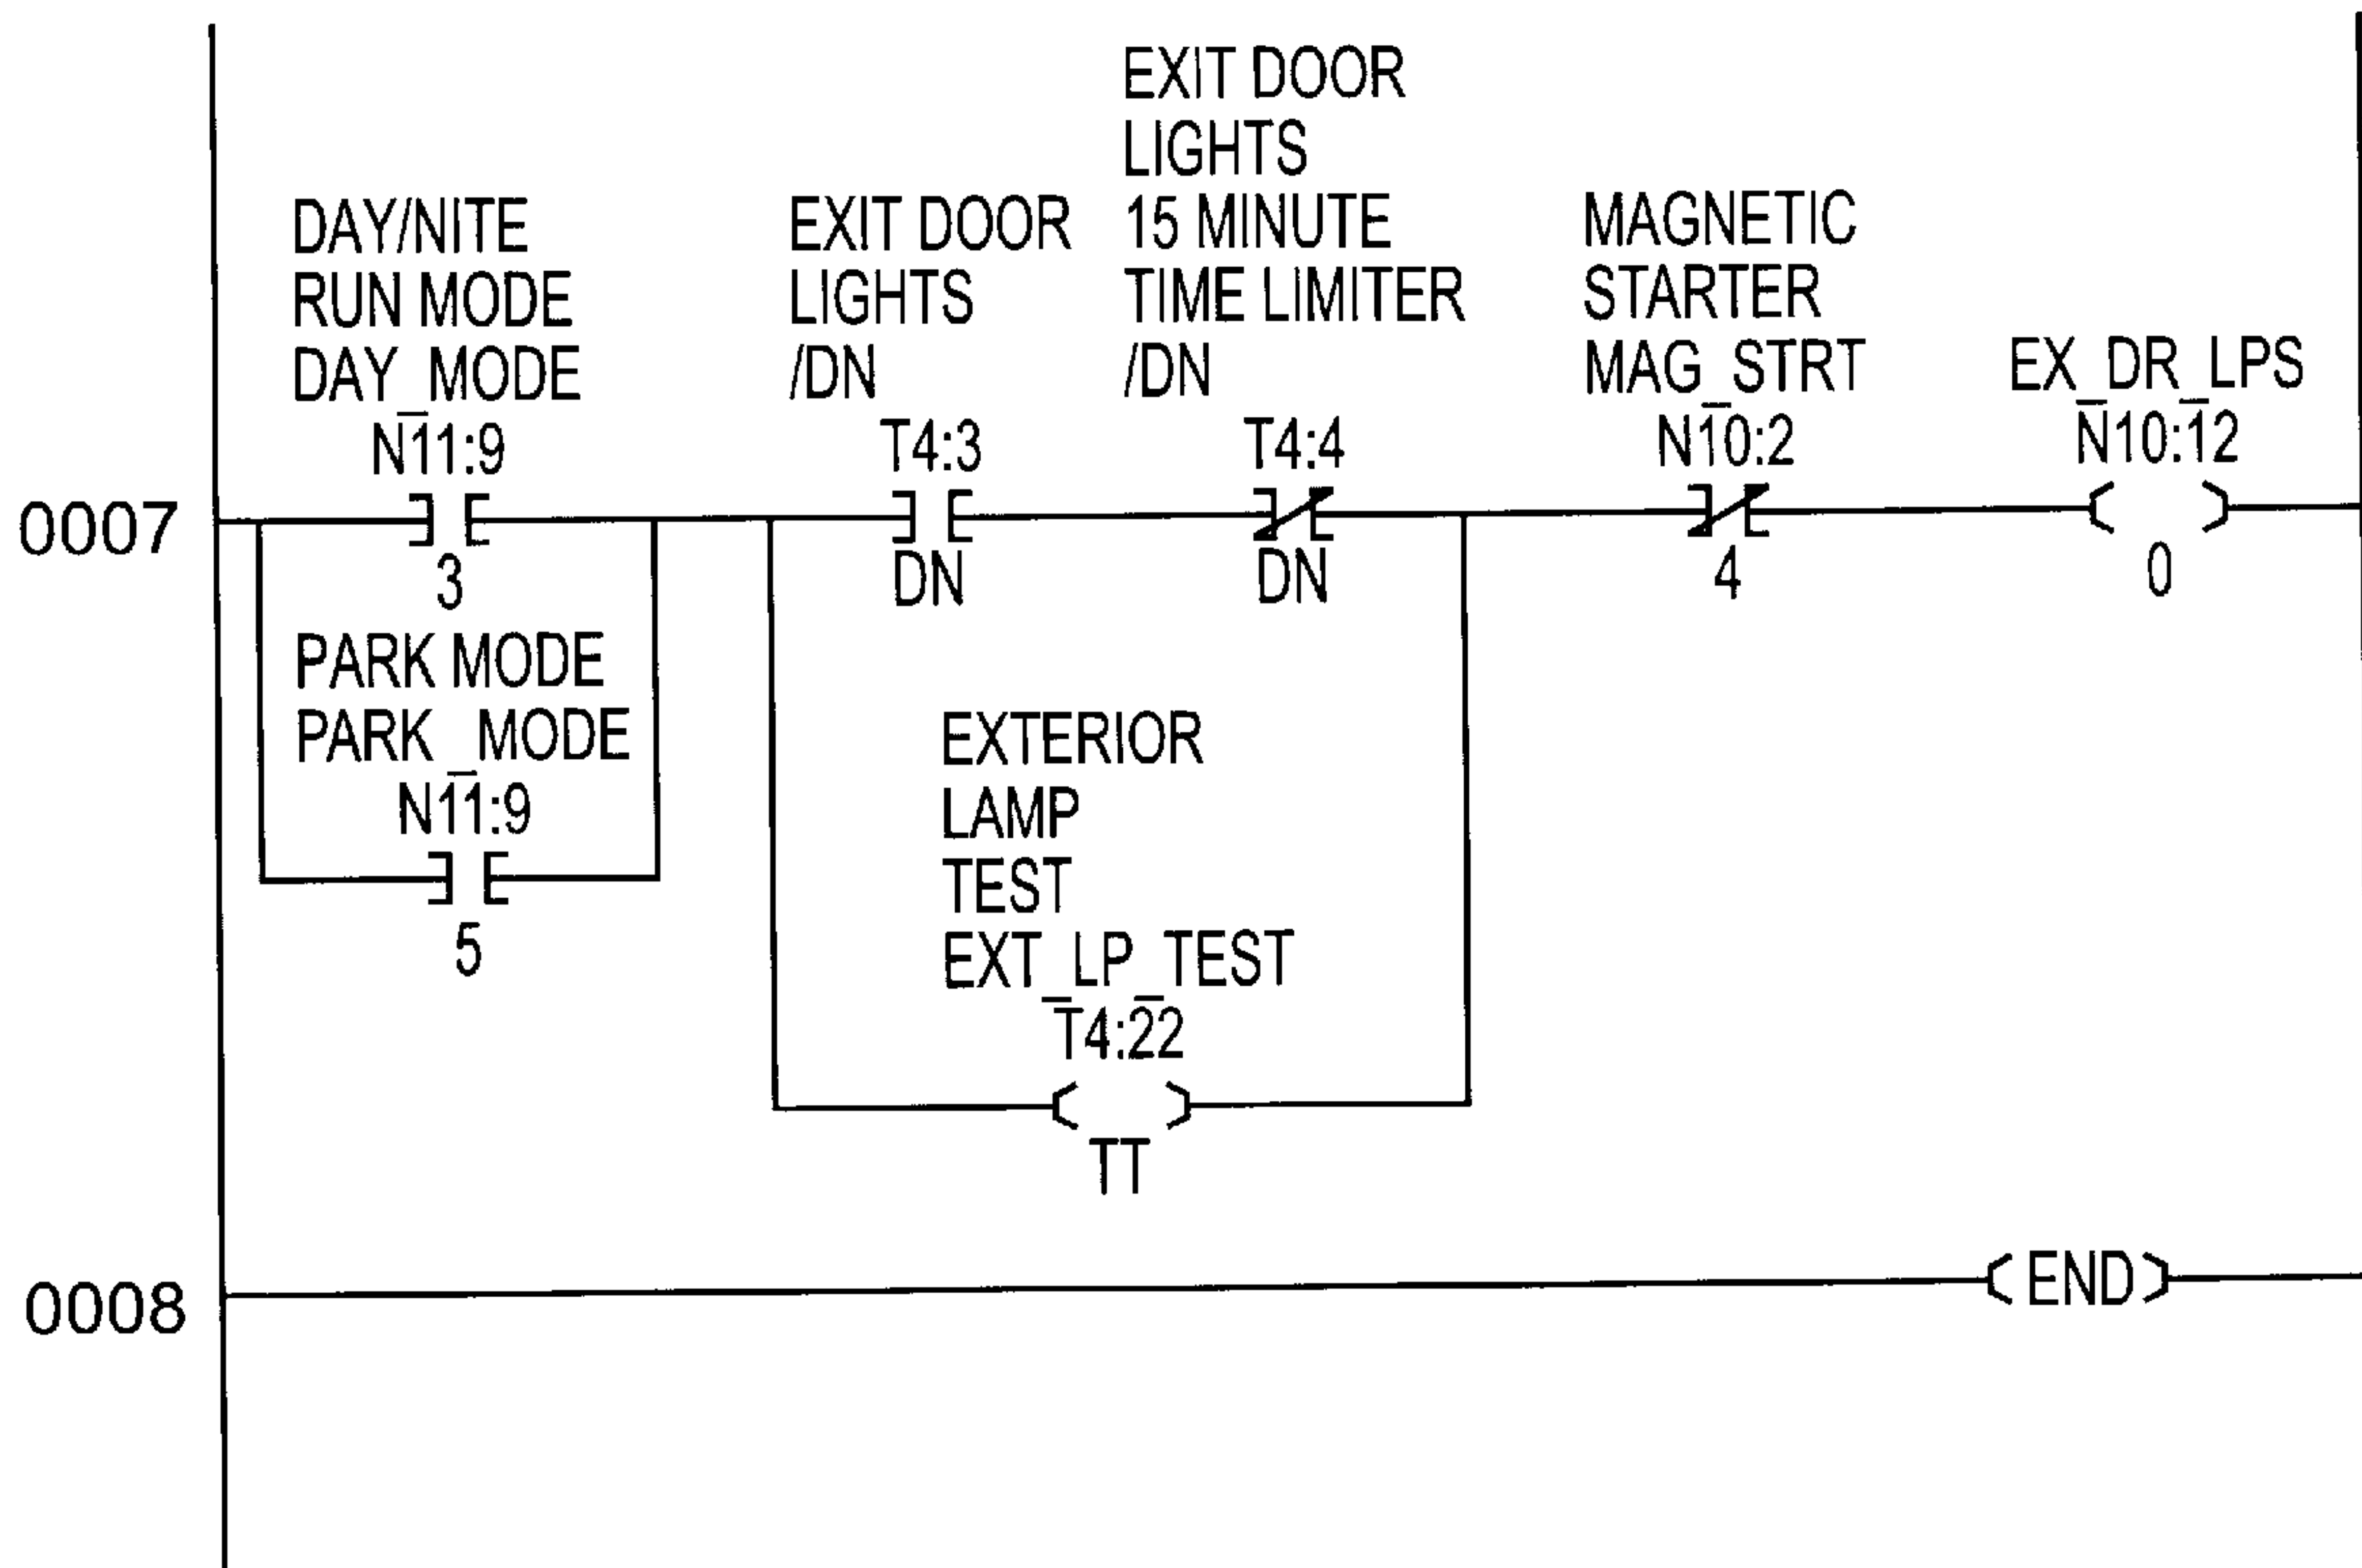 EXIT DOOR
LIGHTS
15 MINUTE
TIME LIMITER
/DN
T4:4
DN
DAY/NITE
RUN MODE
DAY_MODE
N11:9
3
EXIT DOOR
LIGHTS
/DN
T4:3
DN
MAGNETIC
STARTER
MAG_STRT
N10:2
4
EX_DR_LPS
N10:12
0
0007
PARK MODE
PARK_MODE
N11:9
5
EXTERIOR
LAMP
TEST
EXT_LP_TEST
T4:22
TT
0008
END